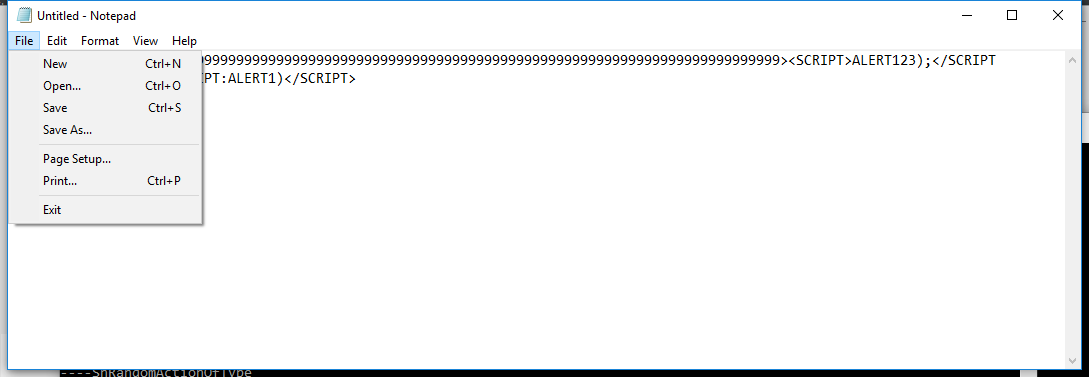 Untitled - Notepad
File Edit Format View Help
New Ctrl+N
Open... Ctrl+O
Save Ctrl+S
Save As...
Page Setup...
Print... Ctrl+P
Exit
99999999999999999999999999999999999999999999999999999999999999999999999999><SCRIPT>ALERT123);</SCRIPT
PT:ALERT1)</SCRIPT>
----ShRandomActionOfType